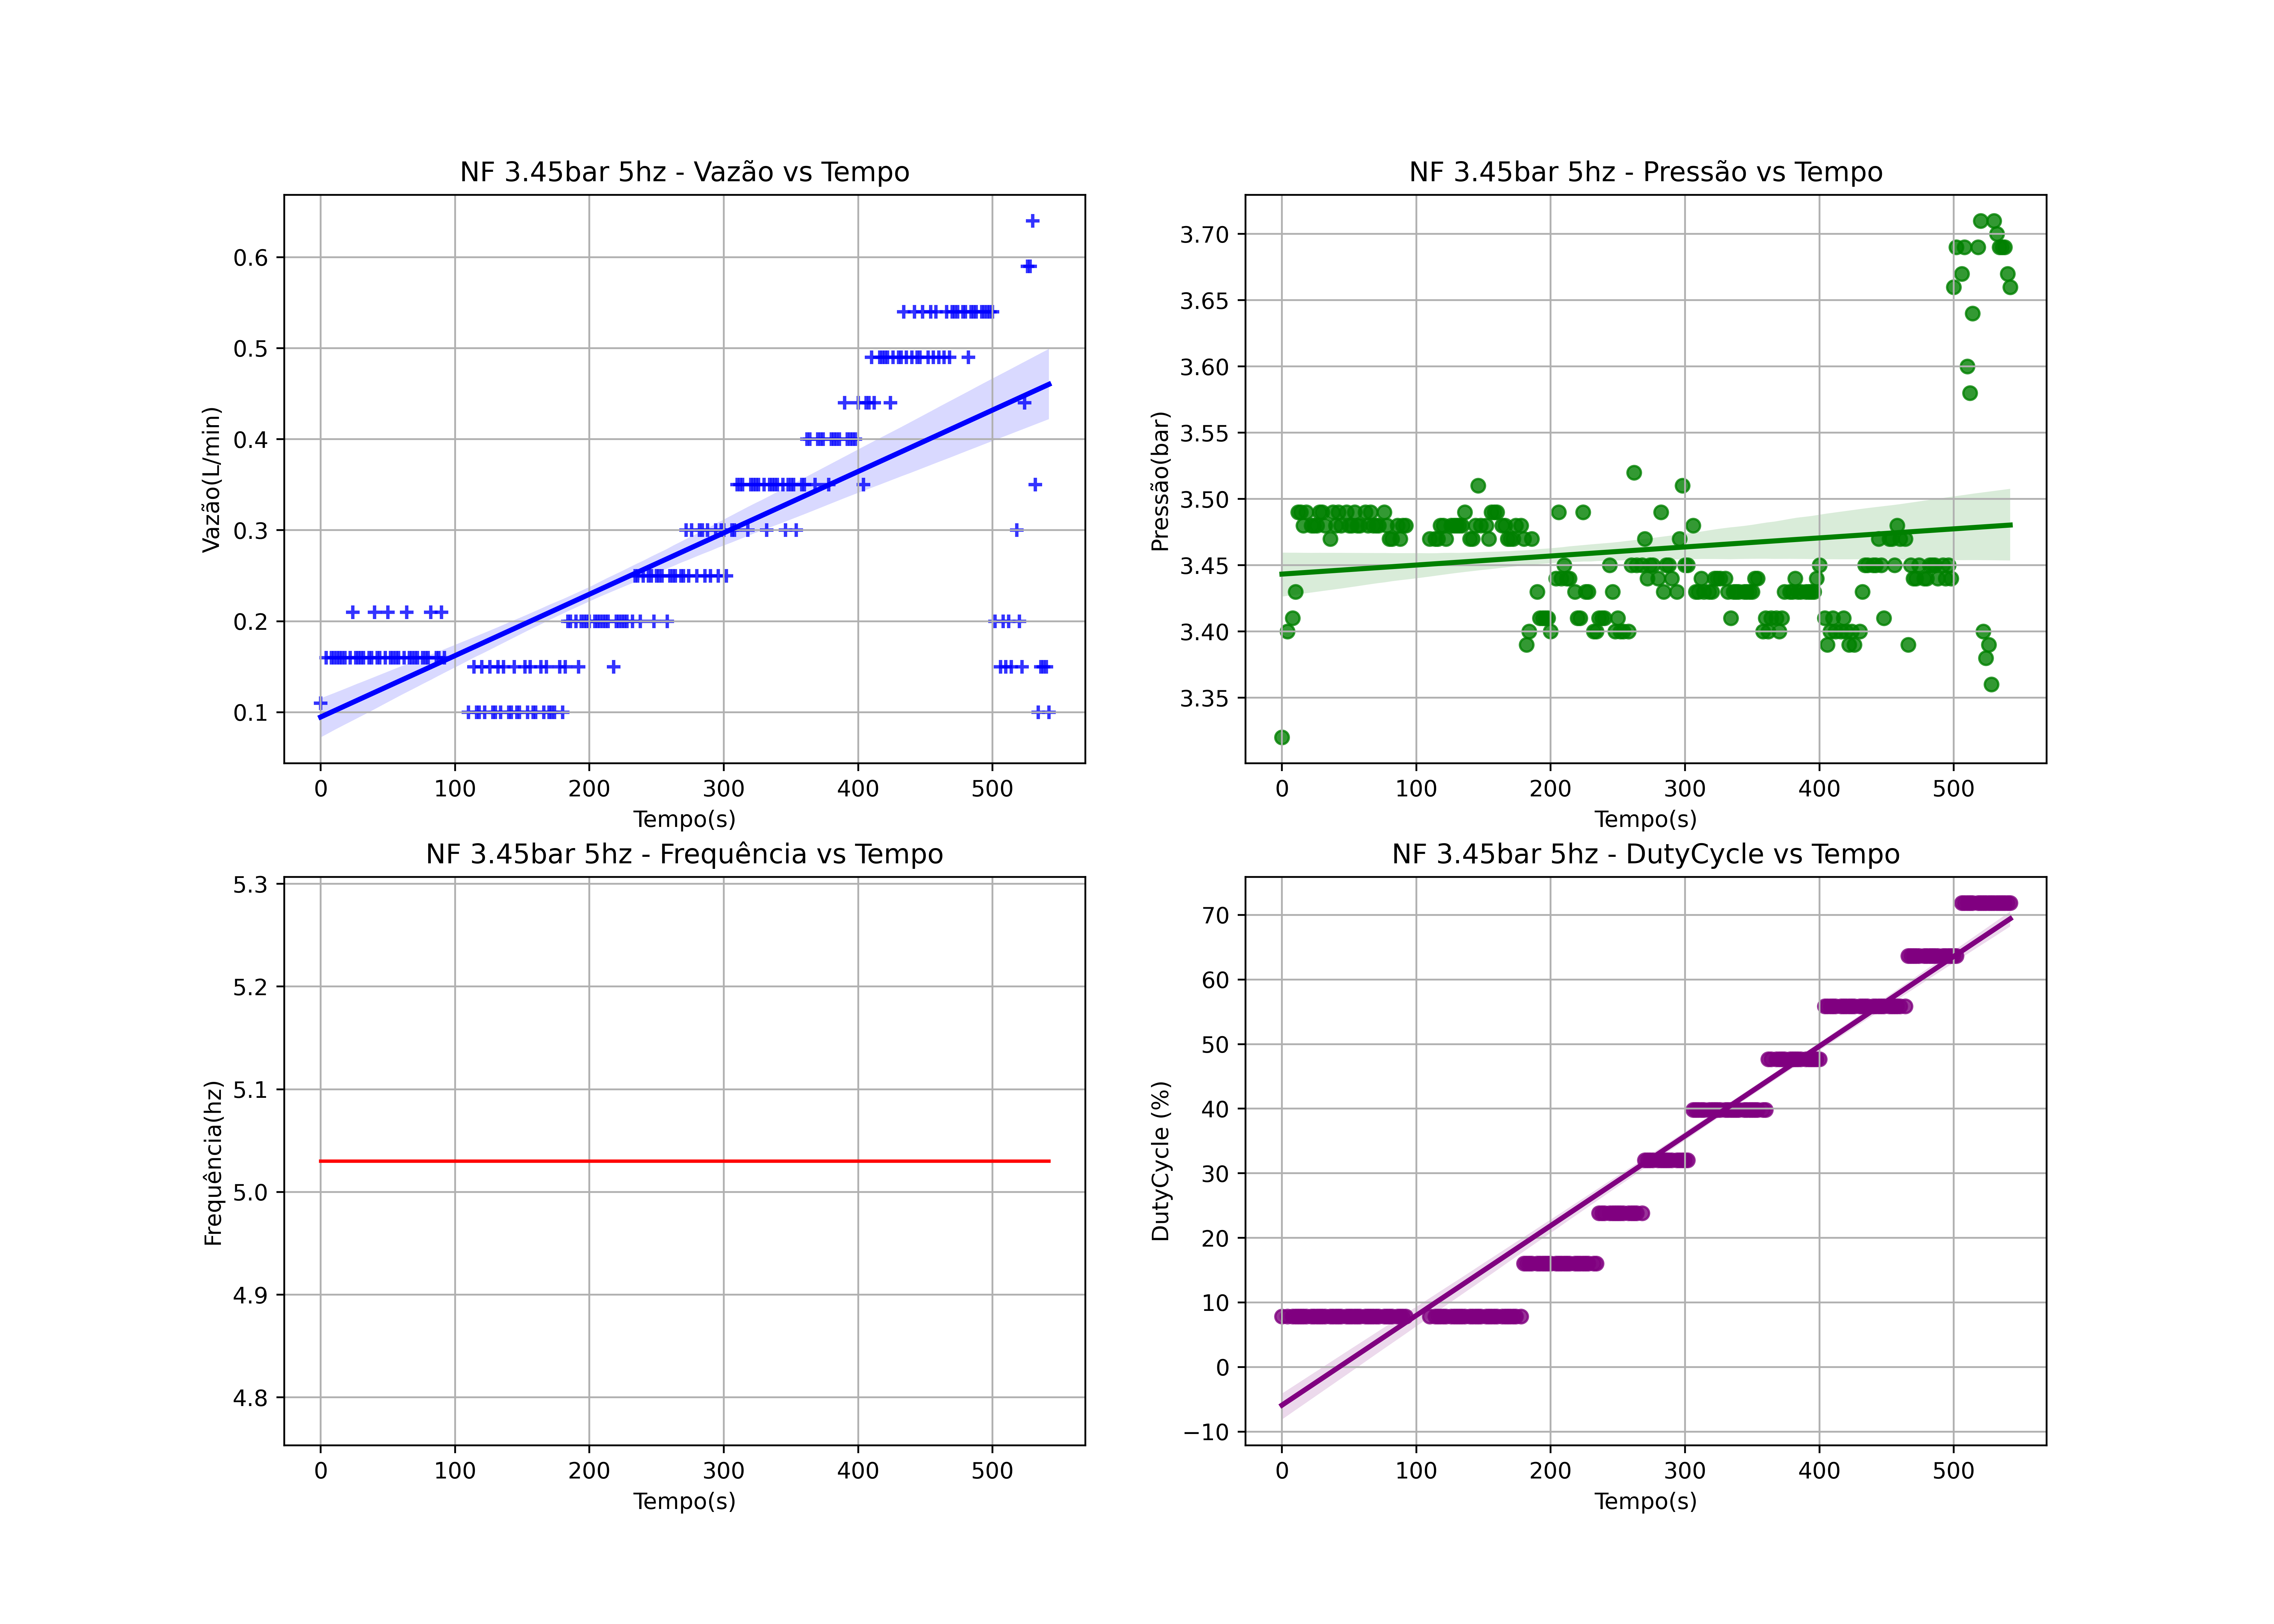 NF 3.45bar 5hz - Vazão vs Tempo
0.6
0.5
0.4
0.3
0.2
0.1
Vazão(L/min)
0 100 200 300 400 500
Tempo(s)
NF 3.45bar 5hz - Pressão vs Tempo
3.70
3.65
3.60
3.55
3.50
3.45
3.40
3.35
Pressão(bar)
0 100 200 300 400 500
Tempo(s)
NF 3.45bar 5hz - Frequência vs Tempo
5.3
5.2
5.1
5.0
4.9
4.8
Frequência(hz)
0 100 200 300 400 500
Tempo(s)
NF 3.45bar 5hz - DutyCycle vs Tempo
70
60
50
40
30
20
10
0
−10
DutyCycle (%)
0 100 200 300 400 500
Tempo(s)